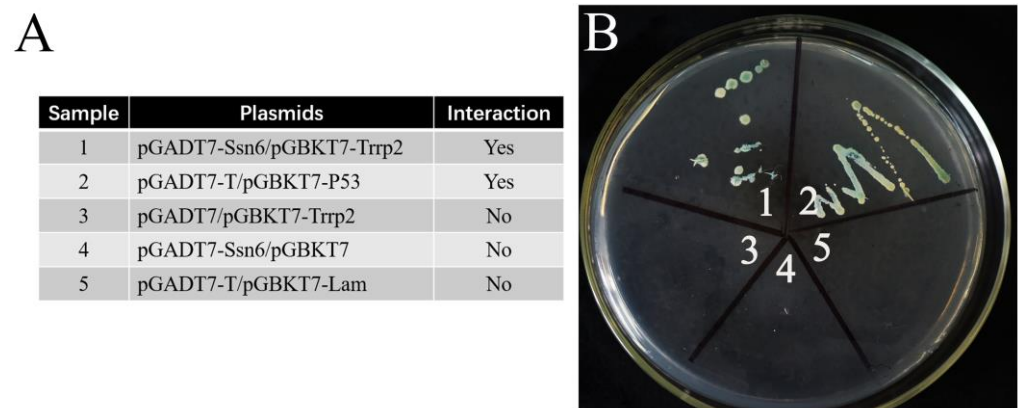 A
Sample Plasmids Interaction
1 pGADT7-Ssn6/pGBKT7-Trrp2 Yes
2 pGADT7-T/pGBKT7-P53 Yes
3 pGADT7/pGBKT7-Trrp2 No
4 pGADT7-Ssn6/pGBKT7 No
5 pGADT7-T/pGBKT7-Lam No
B
1 2
3 5
4